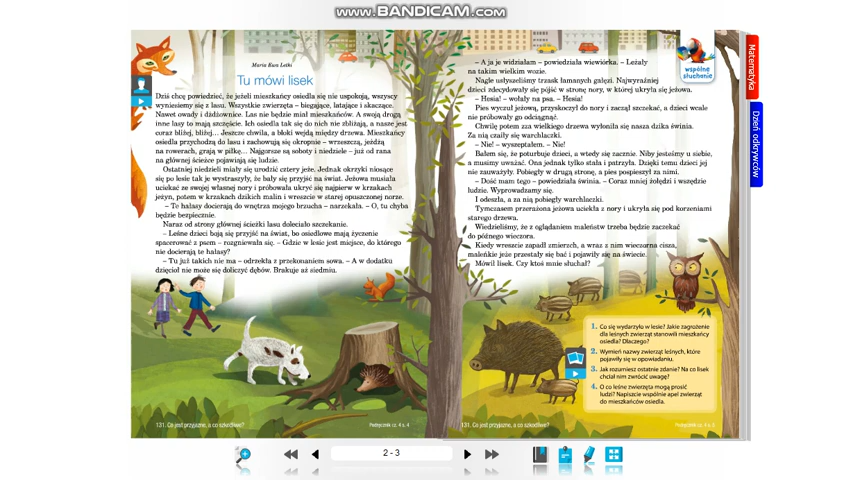 www.BANDICAM.com
Maria Kuna Leśki
Tu mówi lisek
Dziś chcę powiedzieć, że jeżeli mieszkańcy osiedla się nie uspokoją, wszyscy
wyniesiemy się z lasu. Wszystkie zwierzęta – biegające, latające i skaczące.
Nawet owady i dżdżownice. Las nie będzie miał mieszkańców. A swoją drogą
inne lasy to mają szczęście. Ich osiedla tak się do nich nie zbliżają, a nasze jest
coraz bliżej, bliżej... Jeszcze chwila, a bloki wejdą między drzewa. Mieszkańcy
osiedla przychodzą do lasu i zachowują się okropnie – wrzeszczą, jeżdżą
na rowerach, grają w piłkę... Najgorsze są soboty i niedziele – już od rana
na głównej ścieżce pojawiają się ludzie.
Ostatniej niedzieli miały się urodzić cztery jeże. Jednak okrzyki niosące
się po lesie tak je wystraszyły, że bały się przyjść na świat. Jeżowa musiała
uciekać ze swojej własnej nory i próbowała ukryć się najpierw w krzakach
jeżyn, potem w krzakach dzikich malin i wreszcie w starej opuszczonej norze.
– Te hałasy docierają do wnętrza mojego brzucha – narzekała. – O, tu chyba
będzie bezpiecznie.
Naraz od strony głównej ścieżki lasu doleciało szczekanie.
– Leśne dzieci boją się przyjść na świat, bo osiedlowe mają życzenie
spacerować z psem – rozgniewała się. – Gdzie w lesie jest miejsce, do którego
nie docierają te hałasy?
– Tu już takich nie ma – odrzekła z przekonaniem sowa. – A w dodatku
dzięcioł nie może się doliczyć dębów. Brakuje aż siedmiu.
131. Co jest przyjazne, a co szkodliwe?
Podręcznik cz. 4 s. 4
– A ja je widziałam – powiedziała wiewiórka. – Leżały
na takim wielkim wozie.
Nagle usłyszeliśmy trzask łamanych gałęzi. Najwyraźniej
dzieci zdecydowały się pójść w stronę nory, w której ukryła się jeżowa.
– Hesia! – wołały na psa. – Hesia!
Pies wyczuł jeżową, przyskoczył do nory i zaczął szczekać, a dzieci wcale
nie próbowały go odciągnąć.
Chwilę potem zza wielkiego drzewa wyłoniła się nasza dzika świnia.
Za nią czaiły się warchlaczki.
– Nie! – wyszeptałem. – Nie!
Bałem się, że poturbuje dzieci, a wtedy się zacznie. Niby jesteśmy u siebie,
a musimy uważać. Ona jednak tylko stała i patrzyła. Dzięki temu dzieci jej
nie zauważyły. Pobiegły w drugą stronę, a pies pospieszył za nimi.
– Dość mam tego – powiedziała świnia. – Coraz mniej żołędzi i wszędzie
ludzie. Wyprowadzamy się.
I odeszła, a za nią pobiegły warchlaczki.
Tymczasem przerażona jeżowa uciekła z nory i ukryła się pod korzeniami
starego drzewa.
Wiedzieliśmy, że z oglądaniem maleństw trzeba będzie zaczekać
do późnego wieczora.
Kiedy wreszcie zapadł zmierzch, a wraz z nim wieczorna cisza,
maleńkie jeże przestały się bać i pojawiły się na świecie.
Mówił lisek. Czy ktoś mnie słuchał?
wspólne
słuchanie
1. Co się wydarzyło w lesie? Jakie zagrożenie
dla leśnych zwierząt stanowili mieszkańcy
osiedla? Dlaczego?
2. Wymień nazwy zwierząt leśnych, które
pojawiły się w opowiadaniu.
3. Jak rozumiesz ostatnie zdanie? Na co lisek
chciał nim zwrócić uwagę?
4. O co leśne zwierzęta mogą prosić
ludzi? Napiszcie wspólnie apel zwierząt
do mieszkańców osiedla.
131. Co jest przyjazne, a co szkodliwe?
Podręcznik cz. 4 s. 5
Matematyka
Dzień odkrywców
2 - 3